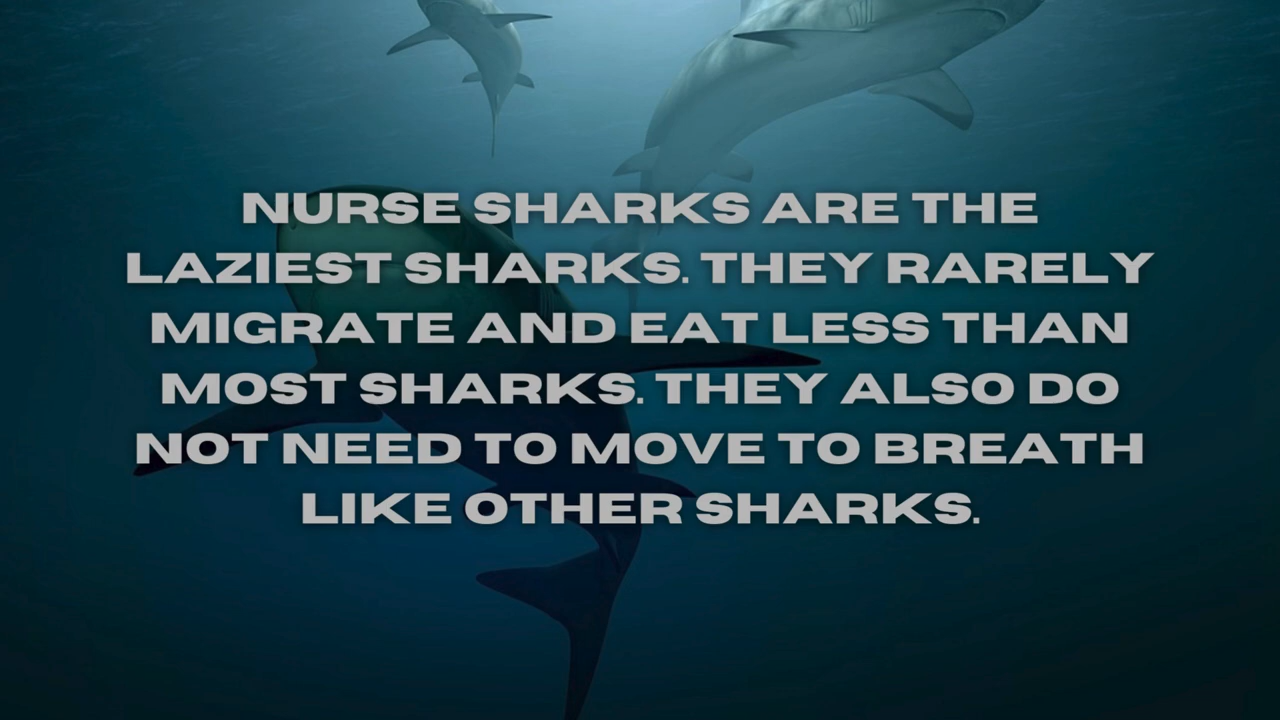 NURSE SHARKS ARE THE
LAZIEST SHARKS. THEY RARELY
MIGRATE AND EAT LESS THAN
MOST SHARKS. THEY ALSO DO
NOT NEED TO MOVE TO BREATH
LIKE OTHER SHARKS.